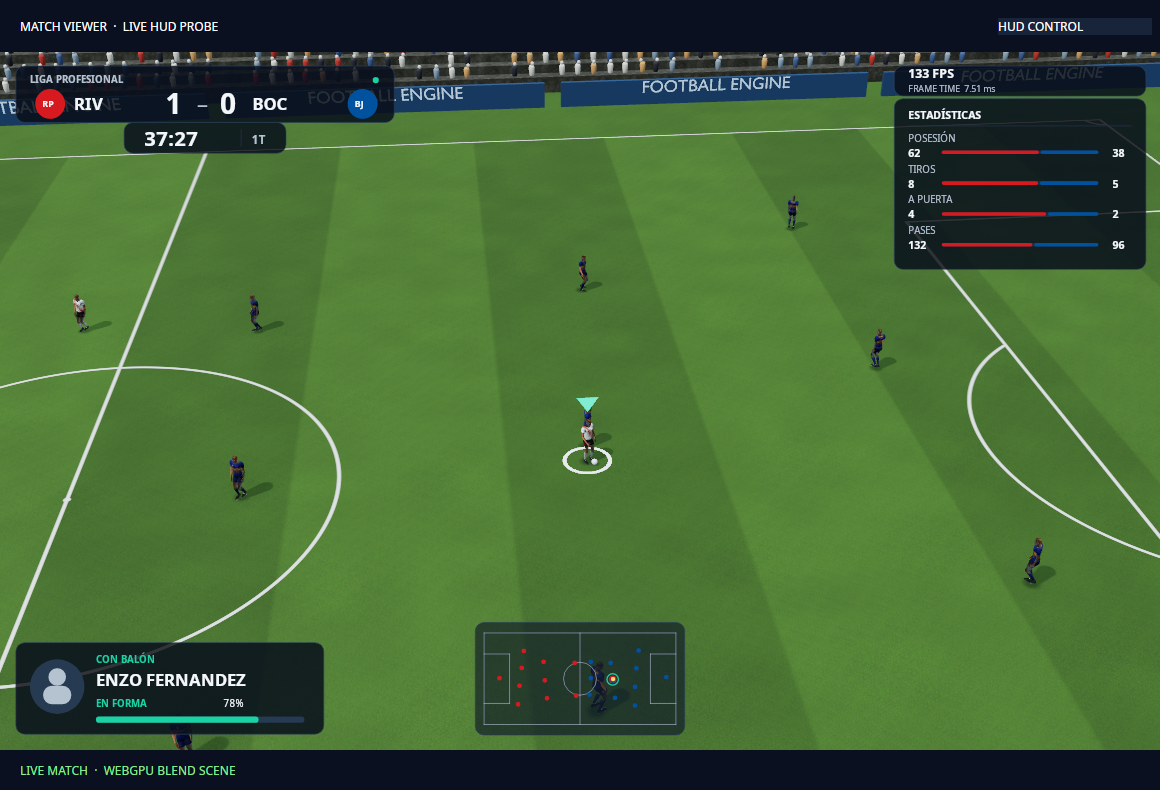 MATCH VIEWER · LIVE HUD PROBE
HUD CONTROL
LIGA PROFESIONAL
RP RIV 1 – 0 BOC BJ
37:27 1T
FOOTBALL ENGINE
FOOTBALL ENGINE
FOOTBALL ENGINE
133 FPS
FRAME TIME 7.51 ms
ESTADÍSTICAS
POSESIÓN
62 38
TIROS
8 5
A PUERTA
4 2
PASES
132 96
CON BALÓN
ENZO FERNANDEZ
EN FORMA 78%
LIVE MATCH · WEBGPU BLEND SCENE